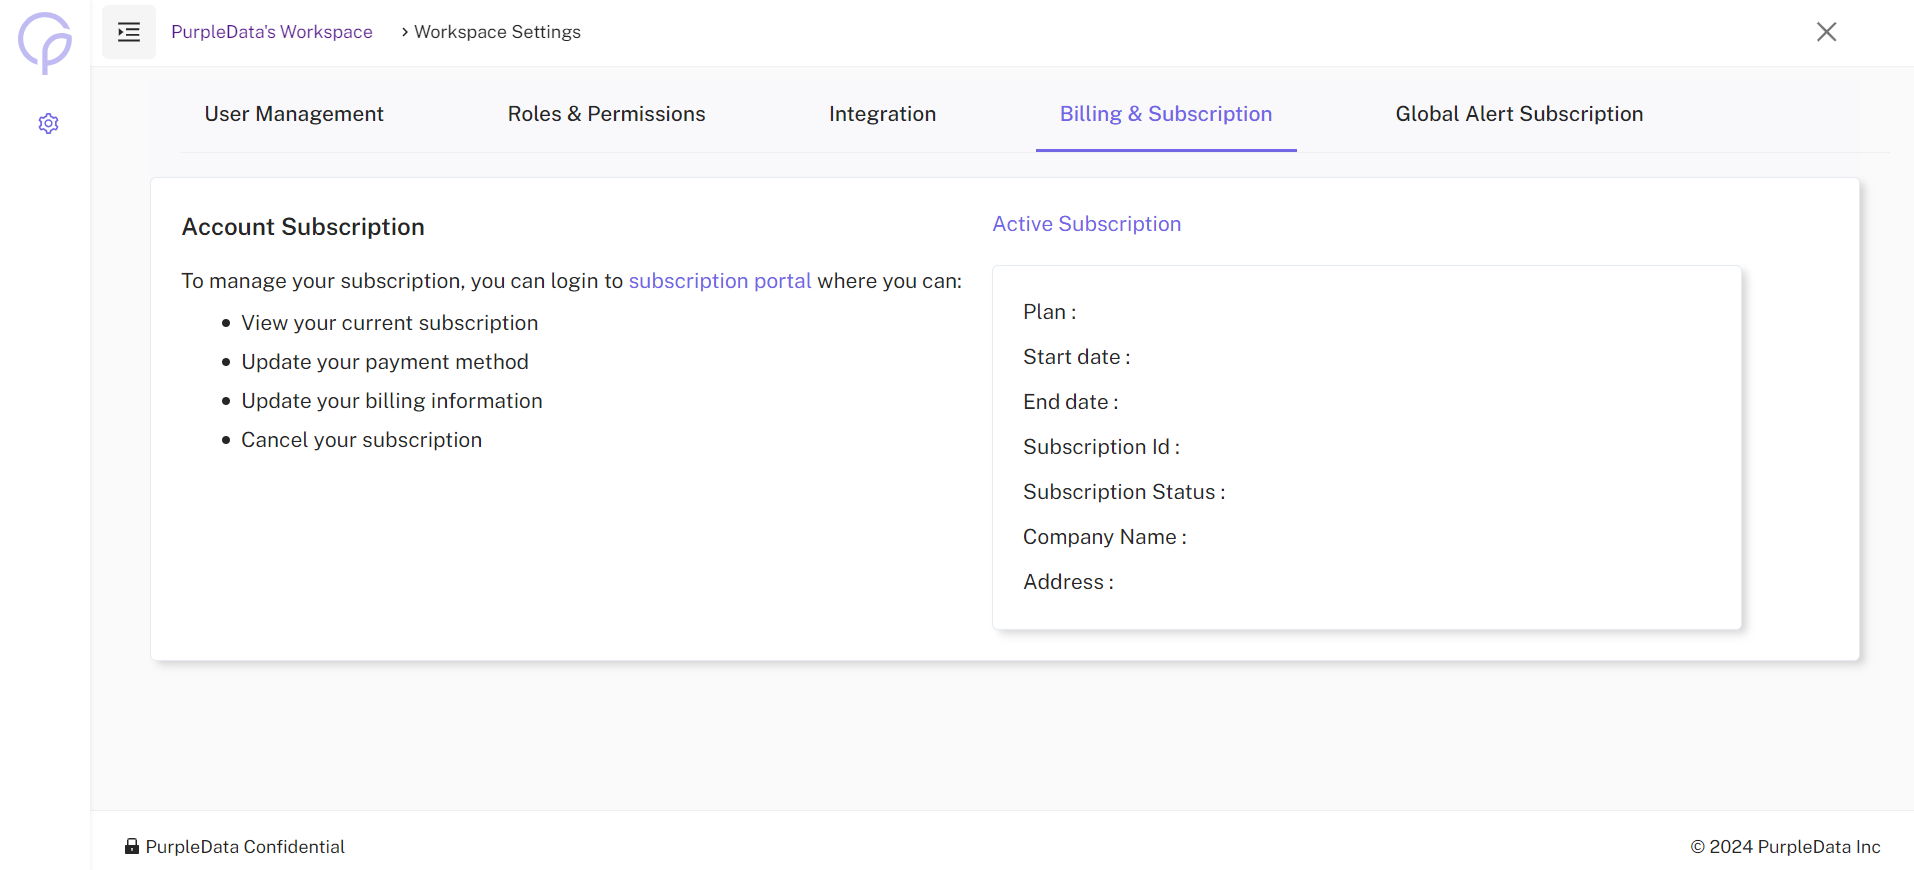 PurpleData's Workspace > Workspace Settings
User Management Roles & Permissions Integration Billing & Subscription Global Alert Subscription
Account Subscription
To manage your subscription, you can login to subscription portal where you can:
• View your current subscription
• Update your payment method
• Update your billing information
• Cancel your subscription
Active Subscription
Plan :
Start date :
End date :
Subscription Id :
Subscription Status :
Company Name :
Address :
PurpleData Confidential
© 2024 PurpleData Inc